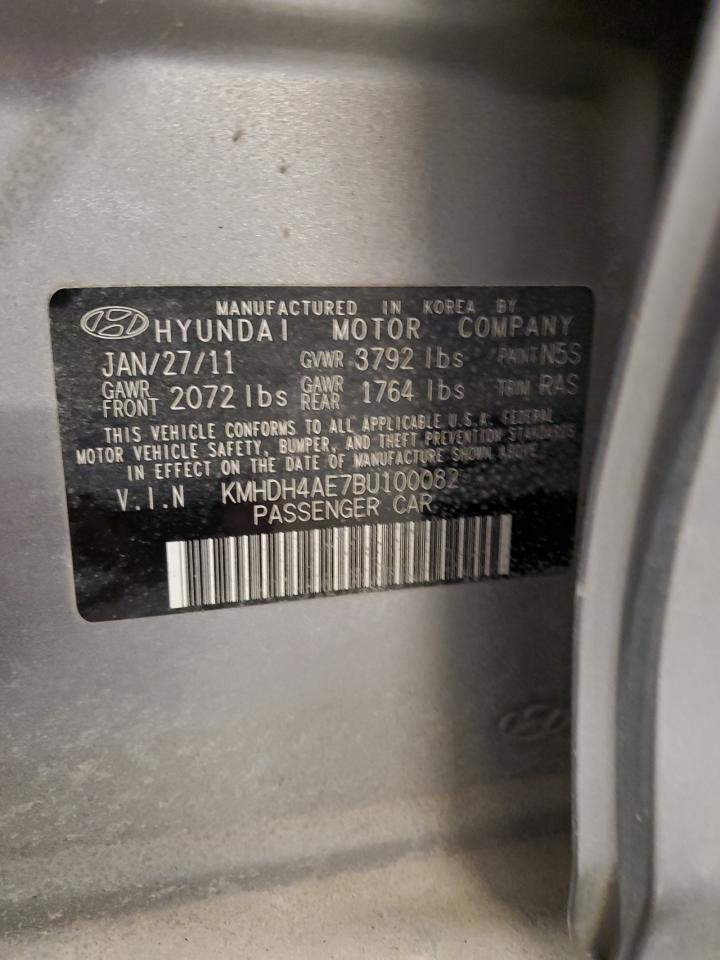 MANUFACTURED IN KOREA BY
HYUNDAI MOTOR COMPANY
JAN/27/11 GVWR 3792 lbs PAINT N5S
GAWR FRONT 2072 lbs GAWR REAR 1764 lbs TRIM RAS
THIS VEHICLE CONFORMS TO ALL APPLICABLE U.S.A. FEDERAL
MOTOR VEHICLE SAFETY, BUMPER, AND THEFT PREVENTION STANDARDS
IN EFFECT ON THE DATE OF MANUFACTURE SHOWN ABOVE.
V.I.N KMHDH4AE7BU100082
PASSENGER CAR